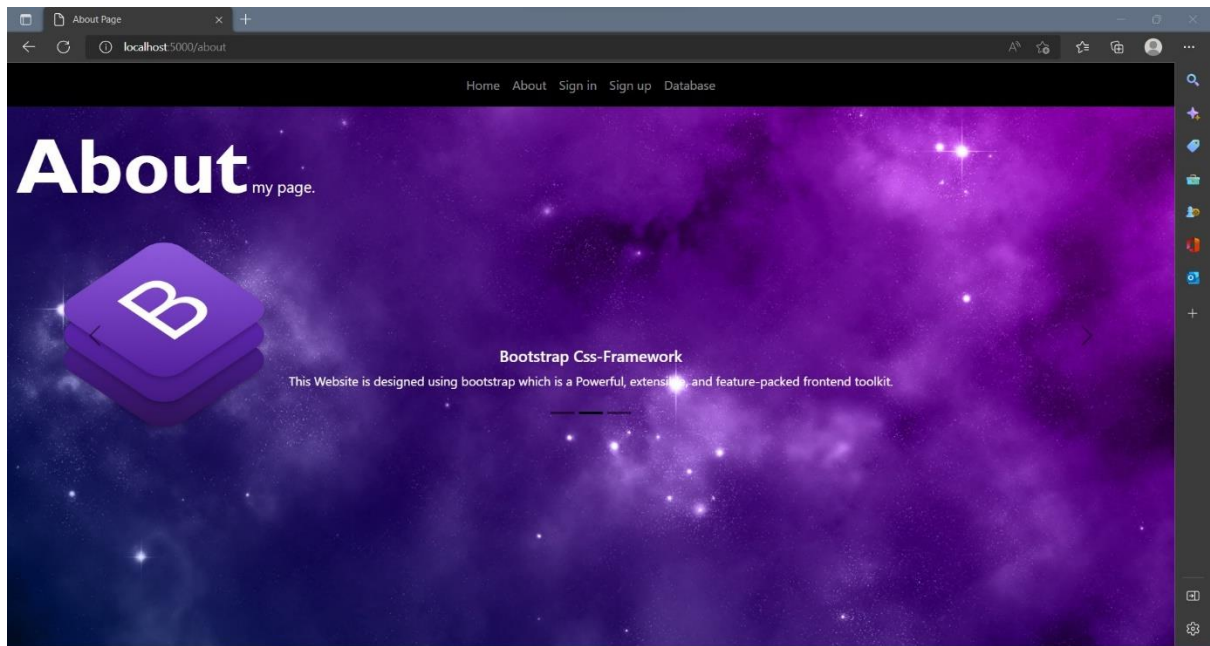 About Page
localhost:5000/about
Home About Sign in Sign up Database
About my page.
B
Bootstrap Css-Framework
This Website is designed using bootstrap which is a Powerful, extensible, and feature-packed frontend toolkit.